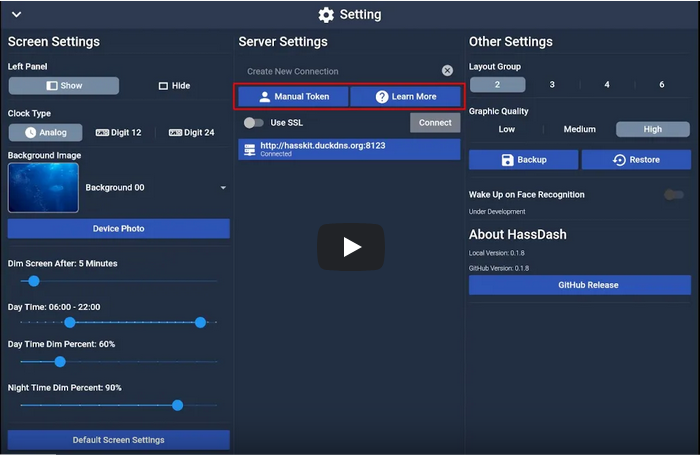 Setting
Screen Settings
Left Panel
Show
Hide
Clock Type
Analog
Digit 12
Digit 24
Background Image
Background 00
Device Photo
Dim Screen After: 5 Minutes
Day Time: 06:00 - 22:00
Day Time Dim Percent: 60%
Night Time Dim Percent: 90%
Default Screen Settings
Server Settings
Create New Connection
Manual Token
Learn More
Use SSL
Connect
http://hasskit.duckdns.org:8123
Connected
Other Settings
Layout Group
2
3
4
6
Graphic Quality
Low
Medium
High
Backup
Restore
Wake Up on Face Recognition
Under Development
About HassDash
Local Version: 0.1.8
GitHub Version: 0.1.8
GitHub Release